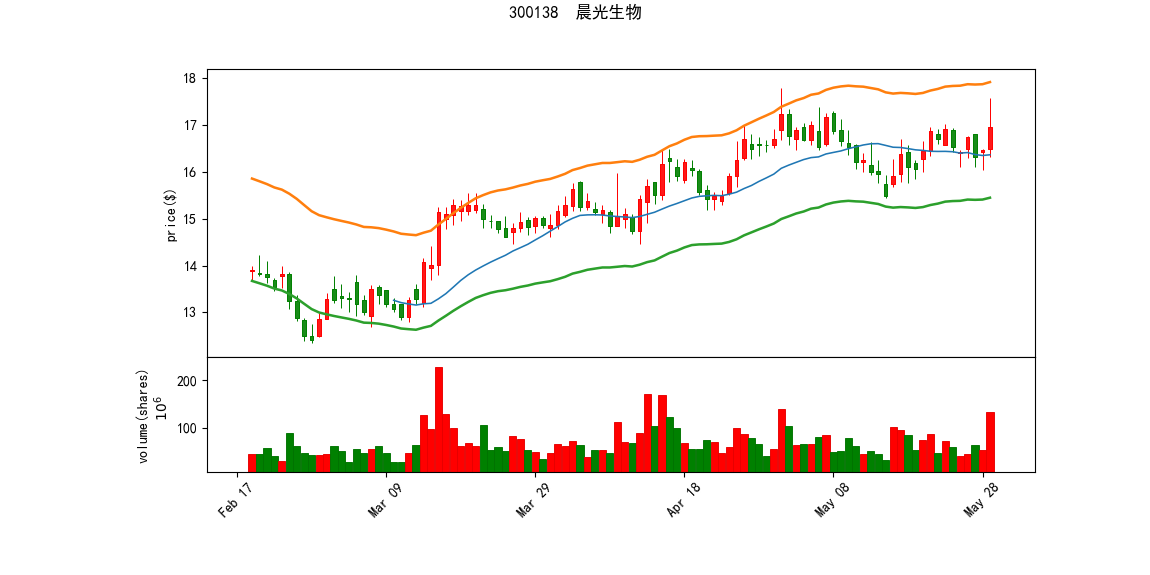 300138 晨光生物
price($)
18
17
16
15
14
13
volume(shares)
10^6
200
100
Feb 17
Mar 09
Mar 29
Apr 18
May 08
May 28